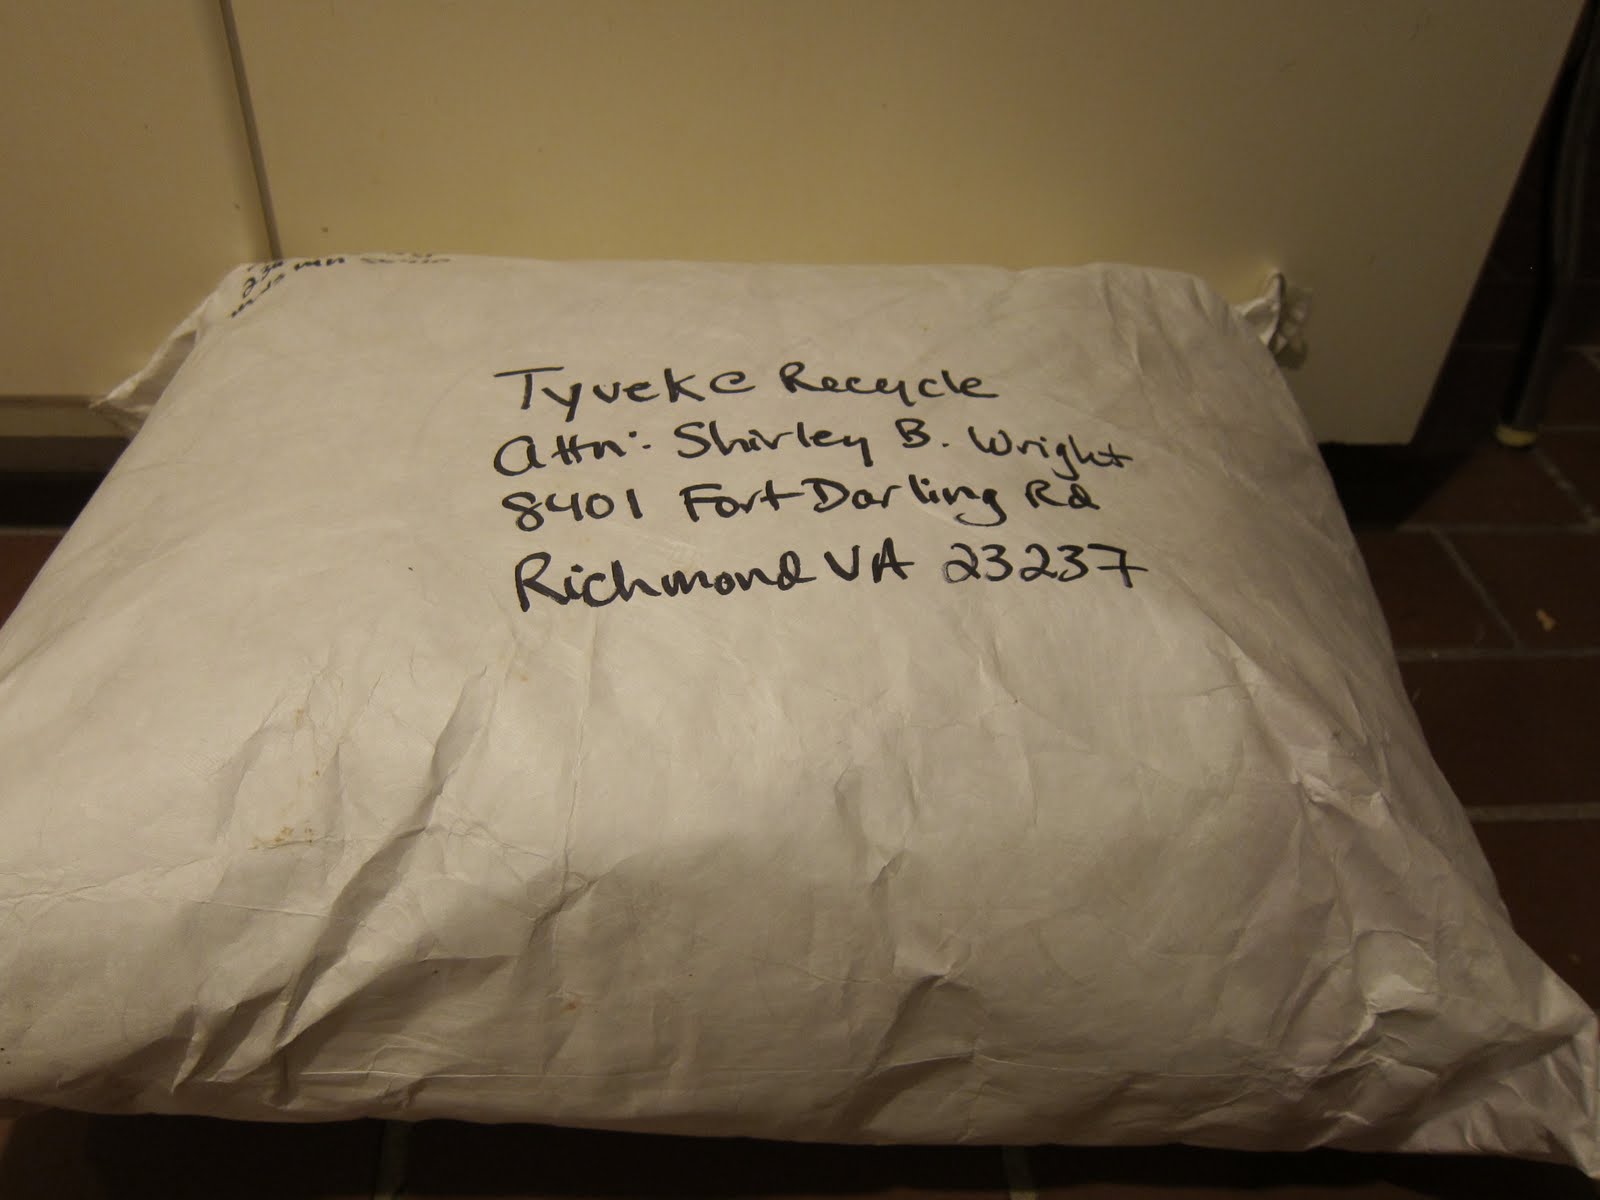 Tyvek @ Recycle
Attn: Shirley B. Wright
8401 Fort Darling Rd
Richmond VA 23237